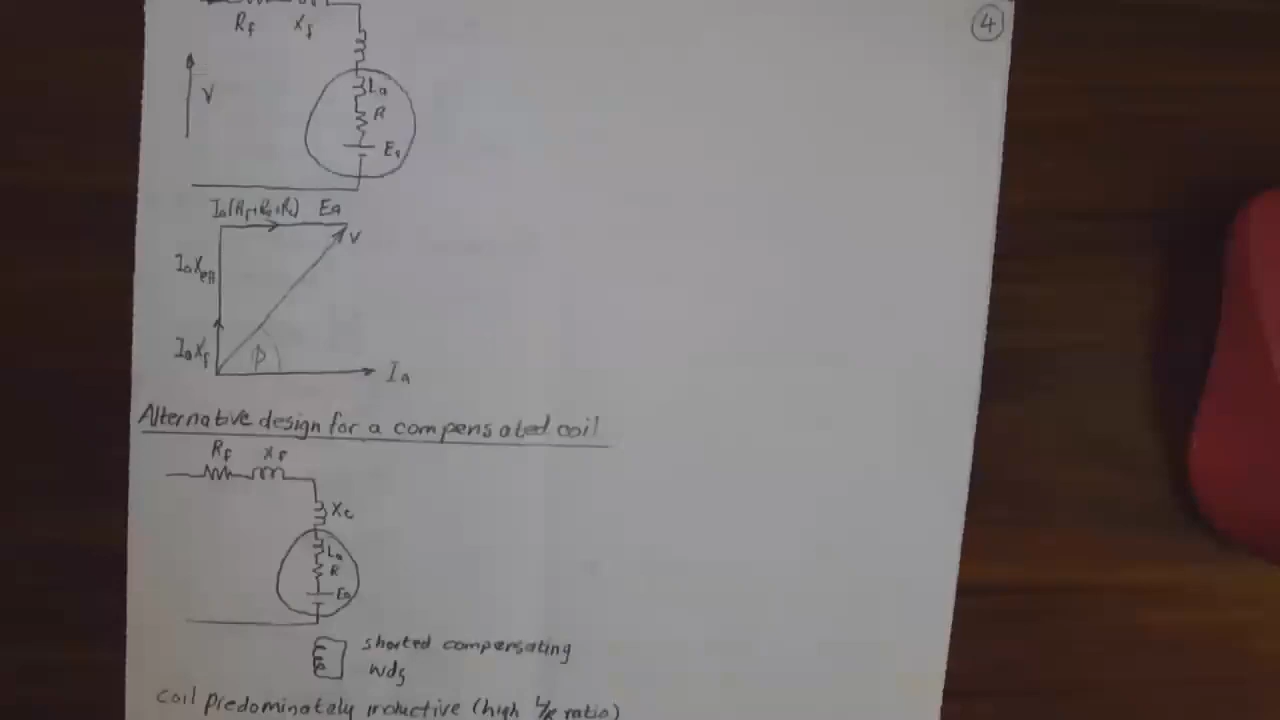 4
Rf Xf
La
V
R
Ea
Ia(Rf+Ra+Rc) Ea
V
IaXeff
IaXf
φ
Ia
Alternative design for a compensated coil
Rf Xf
Xc
La
R
Ea
shorted compensating
wdg
coil predominately inductive (high L/R ratio)